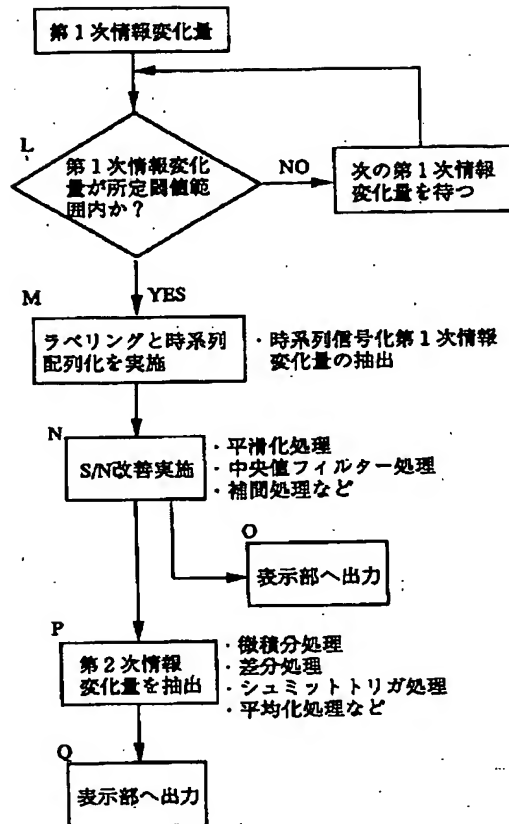 第1次情報変化量
L
第1次情報変化
量が所定閾値範
囲内か?
NO
次の第1次情報
変化量を待つ
M
YES
ラベリングと時系列
配列化を実施
・時系列信号化第1次情報
変化量の抽出
N
S/N改善実施
・平滑化処理
・中央値フィルター処理
・補間処理など
O
表示部へ出力
P
第2次情報
変化量を抽出
・微積分処理
・差分処理
・シュミットトリガ処理
・平均化処理など
Q
表示部へ出力